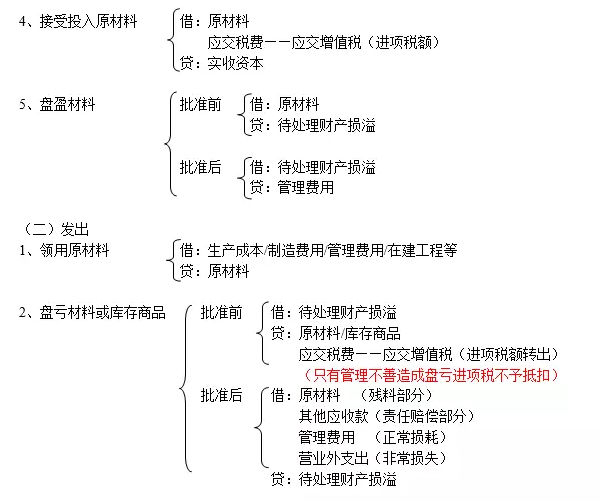 4、接受投入原材料 借：原材料
应交税费——应交增值税（进项税额）
贷：实收资本
5、盘盈材料 批准前 借：原材料
贷：待处理财产损溢
批准后 借：待处理财产损溢
贷：管理费用
（二）发出
1、领用原材料 借：生产成本/制造费用/管理费用/在建工程等
贷：原材料
2、盘亏材料或库存商品 批准前 借：待处理财产损溢
贷：原材料/库存商品
应交税费——应交增值税（进项税额转出）
（只有管理不善造成盘亏进项税不予抵扣）
批准后 借：原材料 （残料部分）
其他应收款（责任赔偿部分）
管理费用 （正常损耗）
营业外支出（非常损失）
贷：待处理财产损溢